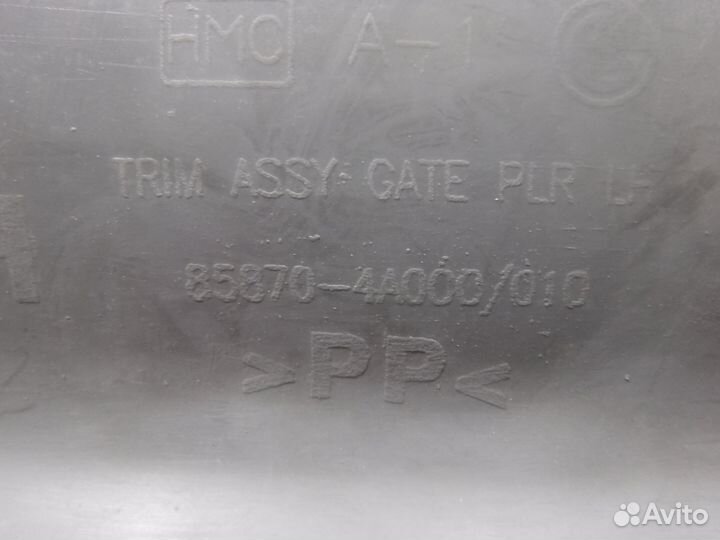 HMC A-1 G
TRIM ASSY GATE PLR LH
85870-4A000/010
>PP<
Avito